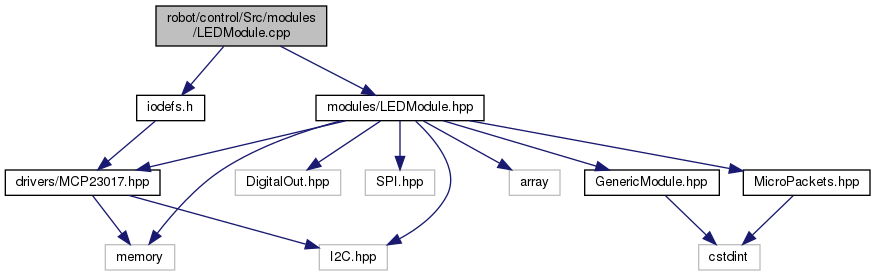 robot/control/Src/modules
/LEDModule.cpp
iodefs.h
modules/LEDModule.hpp
drivers/MCP23017.hpp
DigitalOut.hpp
SPI.hpp
array
GenericModule.hpp
MicroPackets.hpp
memory
I2C.hpp
cstdint